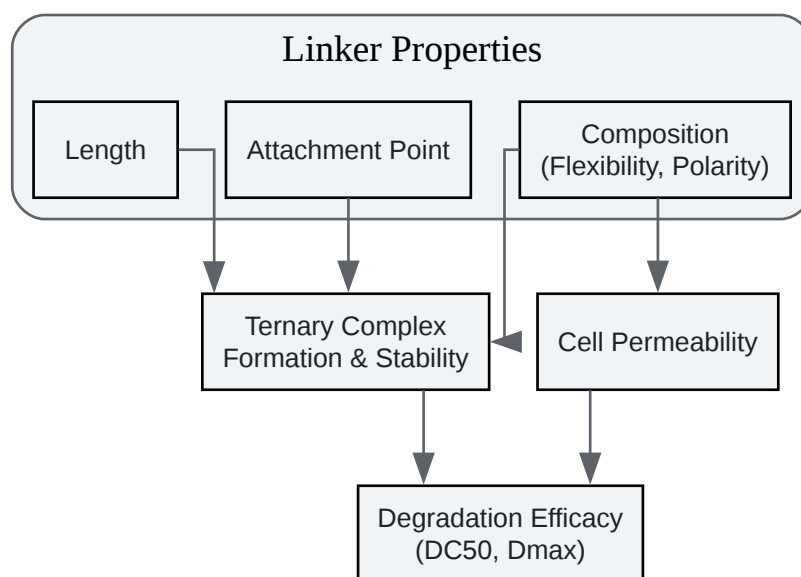 Linker Properties
Length
Attachment Point
Composition
(Flexibility, Polarity)
Ternary Complex
Formation & Stability
Cell Permeability
Degradation Efficacy
(DC50, Dmax)